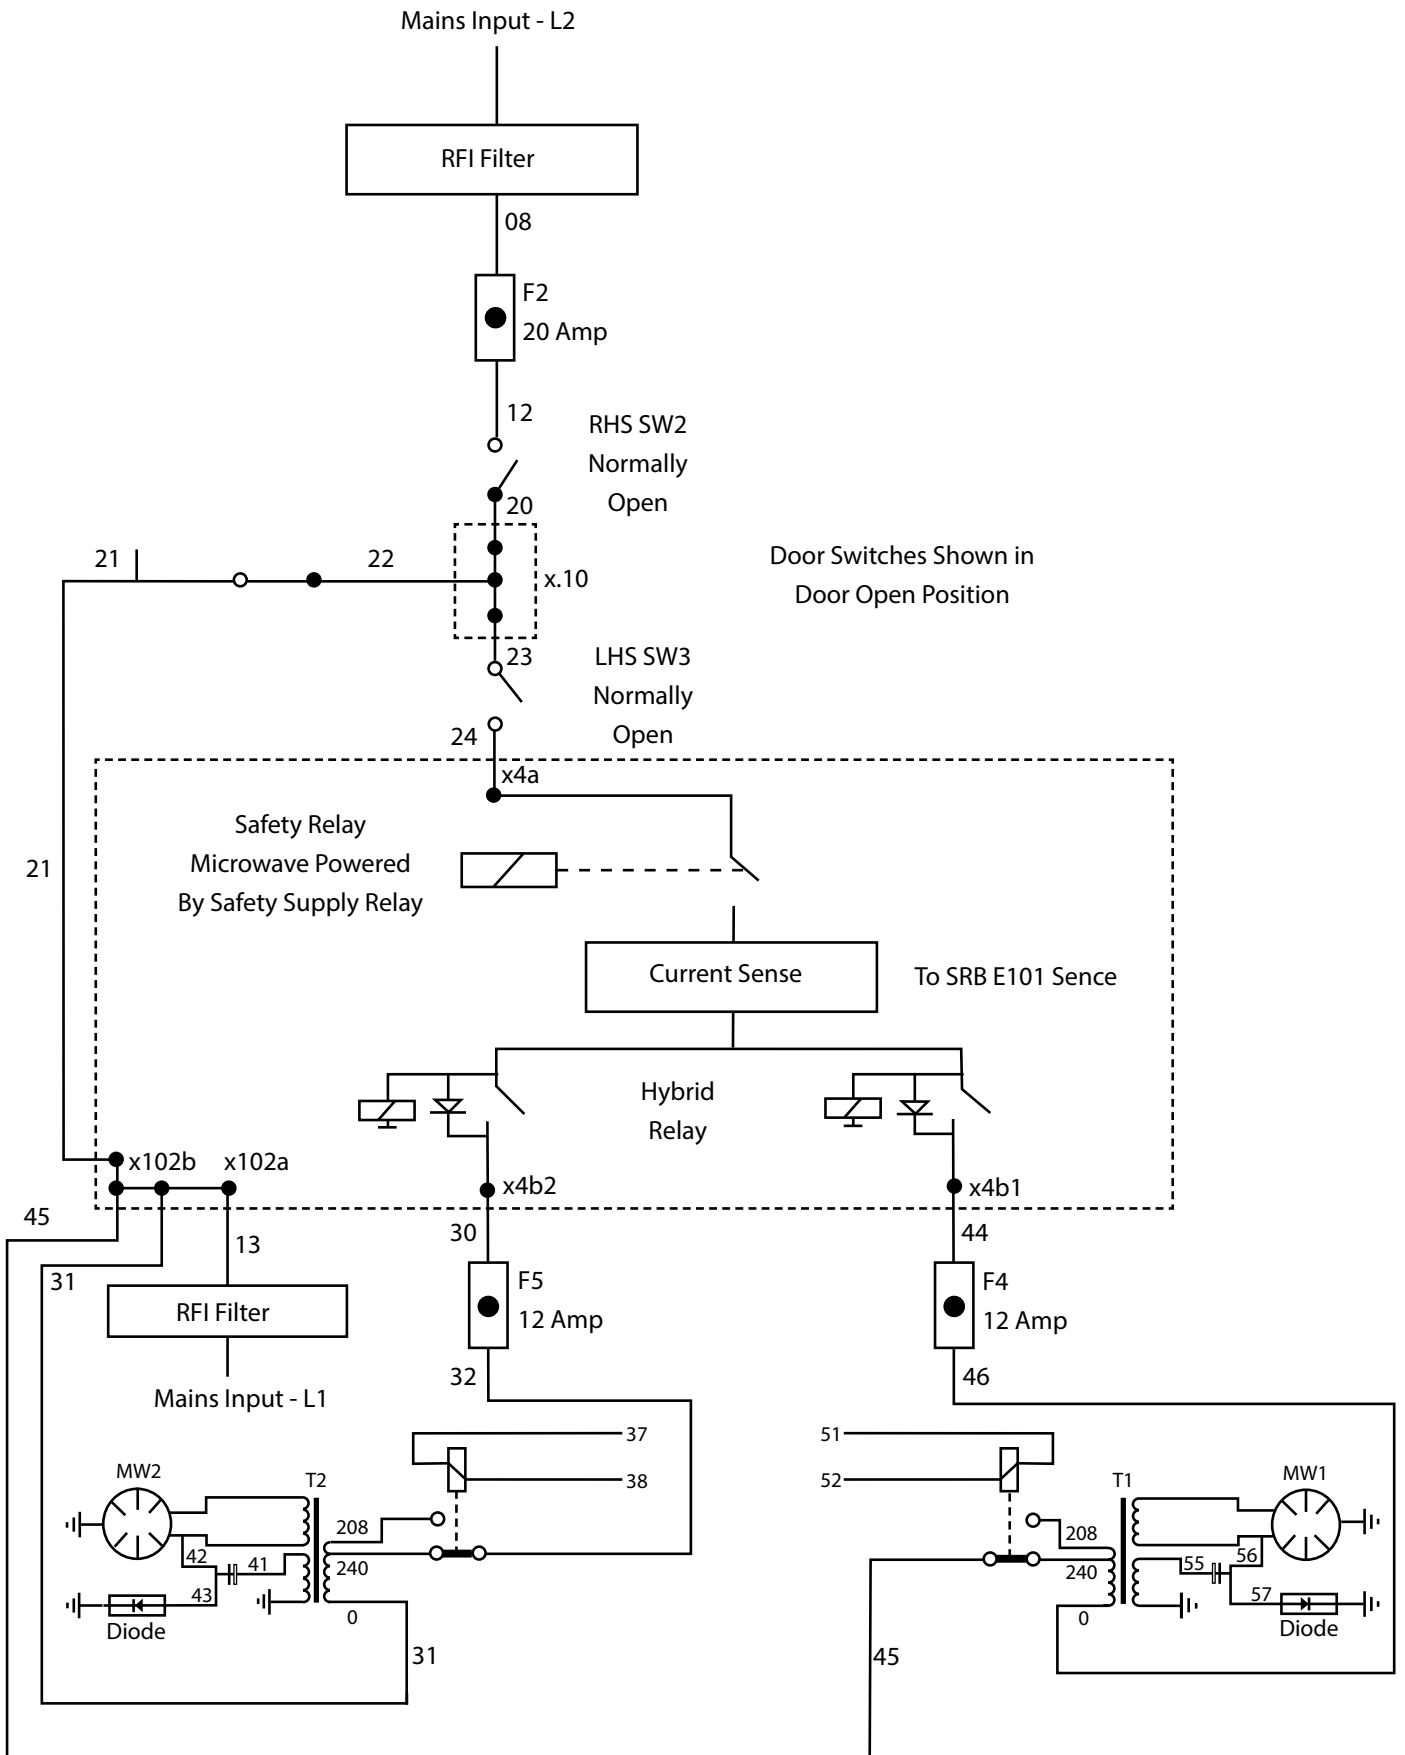 Mains Input - L2
RFI Filter
08
F2
20 Amp
12
RHS SW2
Normally
Open
20
21
22
x.10
Door Switches Shown in
Door Open Position
23
LHS SW3
Normally
Open
24
x4a
Safety Relay
Microwave Powered
By Safety Supply Relay
21
Current Sense
To SRB E101 Sence
Hybrid
Relay
x102b
x102a
x4b2
x4b1
45
13
30
44
31
RFI Filter
F5
12 Amp
F4
12 Amp
32
46
Mains Input - L1
37
38
51
52
MW2
T2
208
240
0
42
41
43
Diode
31
T1
MW1
208
240
0
55
56
57
Diode
45